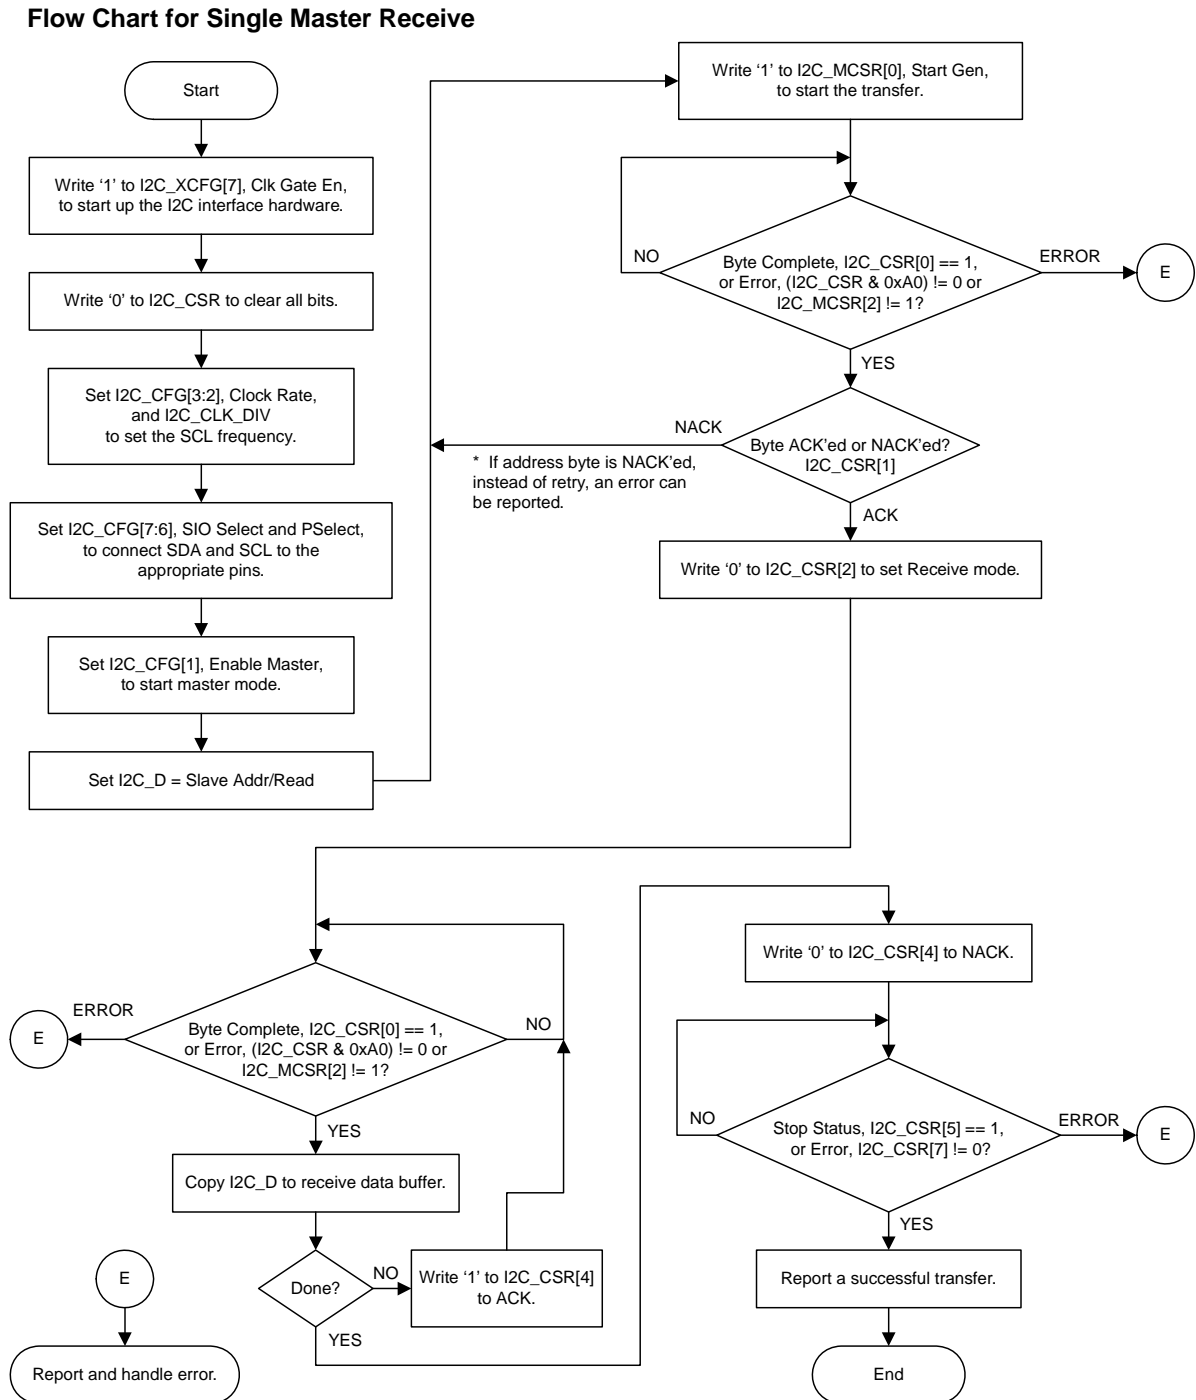 Flow Chart for Single Master Receive
Start
Write ‘1’ to I2C_XCFG[7], Clk Gate En,
to start up the I2C interface hardware.
Write ‘0’ to I2C_CSR to clear all bits.
Set I2C_CFG[3:2], Clock Rate,
and I2C_CLK_DIV
to set the SCL frequency.
Set I2C_CFG[7:6], SIO Select and PSelect,
to connect SDA and SCL to the
appropriate pins.
Set I2C_CFG[1], Enable Master,
to start master mode.
Set I2C_D = Slave Addr/Read
Write ‘1’ to I2C_MCSR[0], Start Gen,
to start the transfer.
NO
Byte Complete, I2C_CSR[0] == 1,
or Error, (I2C_CSR & 0xA0) != 0 or
I2C_MCSR[2] != 1?
ERROR
E
YES
NACK
Byte ACK’ed or NACK’ed?
I2C_CSR[1]
* If address byte is NACK’ed,
instead of retry, an error can
be reported.
ACK
Write ‘0’ to I2C_CSR[2] to set Receive mode.
ERROR
E
Byte Complete, I2C_CSR[0] == 1,
or Error, (I2C_CSR & 0xA0) != 0 or
I2C_MCSR[2] != 1?
NO
YES
Copy I2C_D to receive data buffer.
Done?
NO
Write ‘1’ to I2C_CSR[4]
to ACK.
YES
E
Report and handle error.
Write ‘0’ to I2C_CSR[4] to NACK.
NO
Stop Status, I2C_CSR[5] == 1,
or Error, I2C_CSR[7] != 0?
ERROR
E
YES
Report a successful transfer.
End